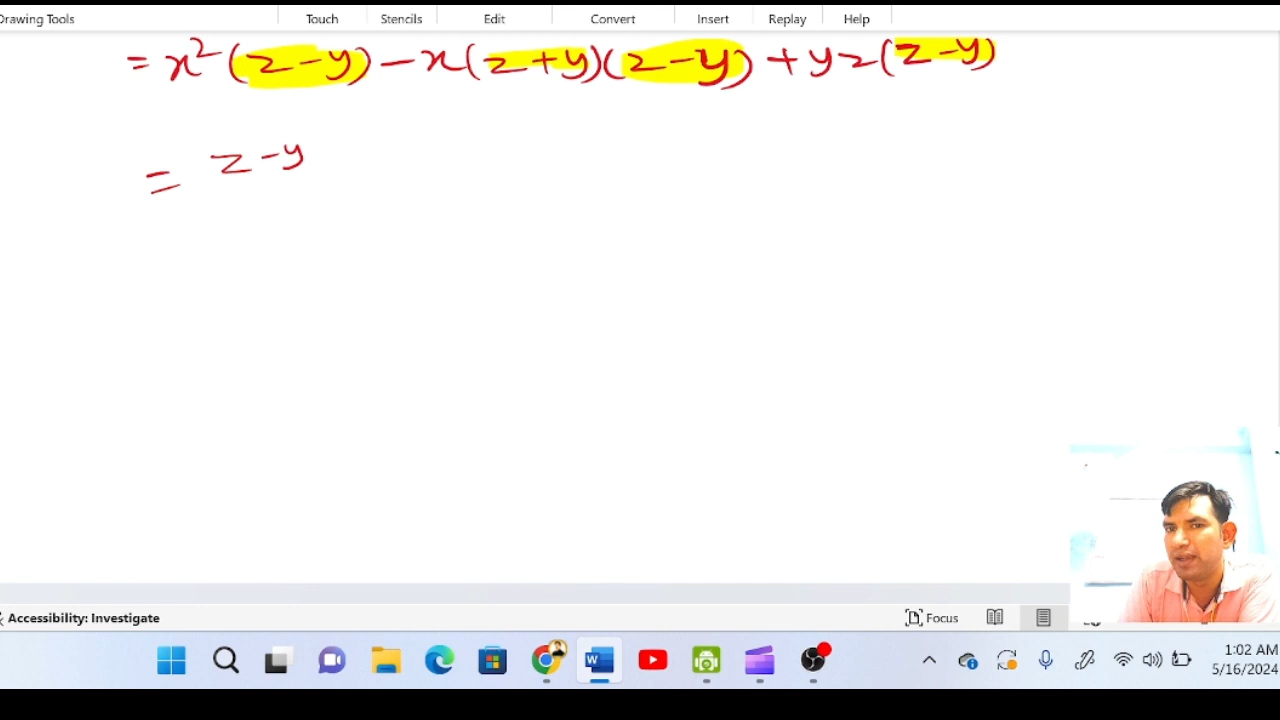 Drawing Tools Touch Stencils Edit Convert Insert Replay Help
= x²(z-y)-x(z+y)(z-y)+yz(z-y)
= z-y
Accessibility: Investigate Focus
1:02 AM
5/16/2024